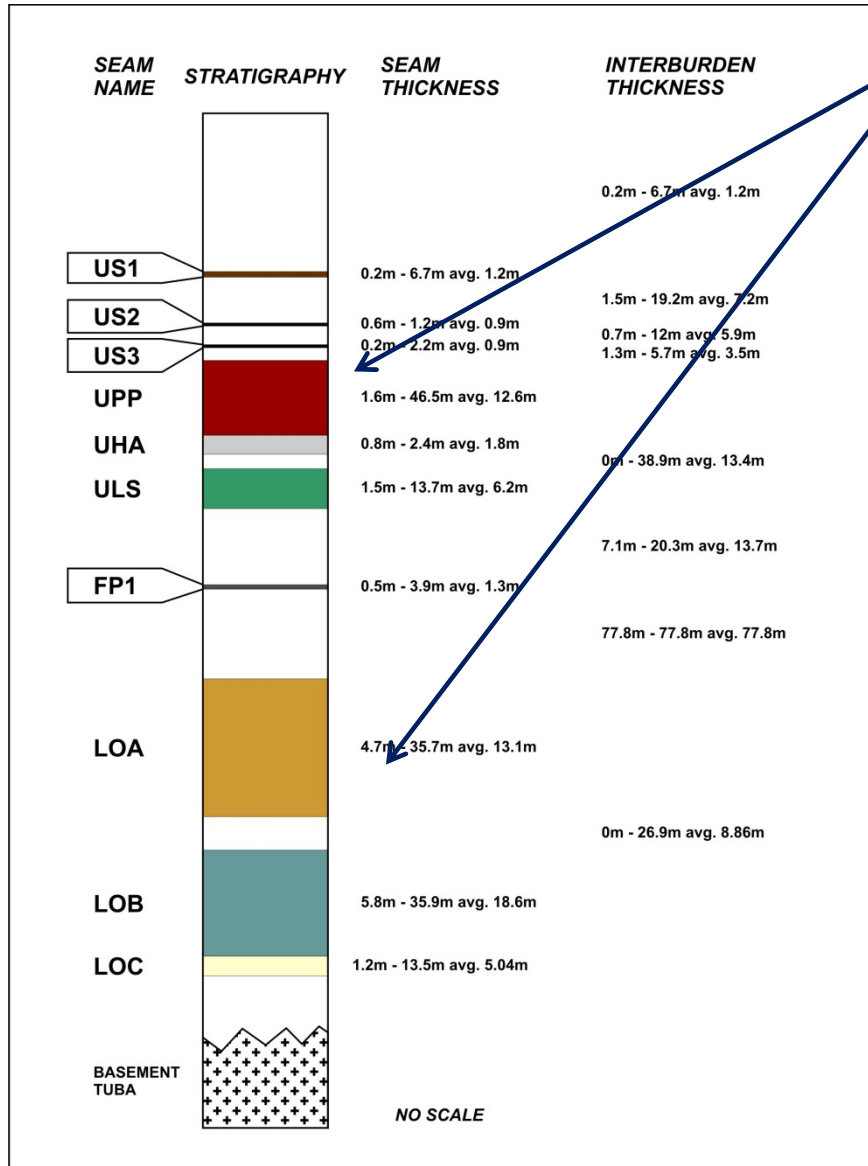 SEAM NAME
STRATIGRAPHY
SEAM THICKNESS
INTERBURDEN THICKNESS
0.2m - 6.7m avg. 1.2m
US1
0.2m - 6.7m avg. 1.2m
1.5m - 19.2m avg. 7.2m
US2
0.6m - 1.2m avg. 0.9m
0.7m - 12m avg. 5.9m
US3
0.2m - 2.2m avg. 0.9m
1.3m - 5.7m avg. 3.5m
UPP
1.6m - 46.5m avg. 12.6m
UHA
0.8m - 2.4m avg. 1.8m
0m - 38.9m avg. 13.4m
ULS
1.5m - 13.7m avg. 6.2m
7.1m - 20.3m avg. 13.7m
FP1
0.5m - 3.9m avg. 1.3m
77.8m - 77.8m avg. 77.8m
LOA
4.7m - 35.7m avg. 13.1m
0m - 26.9m avg. 8.86m
LOB
5.8m - 35.9m avg. 18.6m
LOC
1.2m - 13.5m avg. 5.04m
BASEMENT
TUBA
NO SCALE